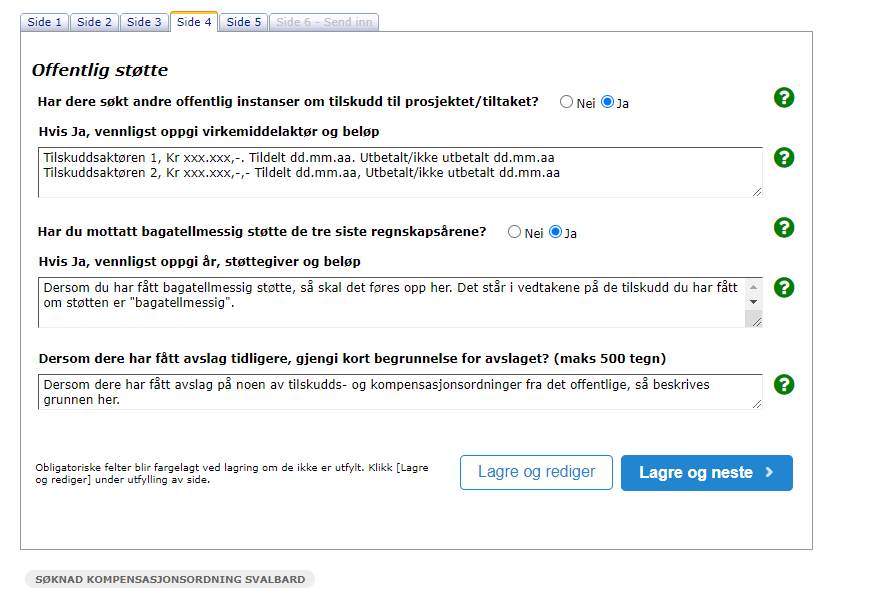 Side 1 Side 2 Side 3 Side 4 Side 5 Side 6 - Send inn
Offentlig støtte
Har dere søkt andre offentlig instanser om tilskudd til prosjektet/tiltaket? Nei Ja
Hvis Ja, vennligst oppgi virkemiddelaktør og beløp
Tilskuddsaktøren 1, Kr xxx.xxx,-. Tildelt dd.mm.aa. Utbetalt/ikke utbetalt dd.mm.aa
Tilskuddsaktøren 2, Kr xxx.xxx,-,- Tildelt dd.mm.aa, Utbetalt/ikke utbetalt dd.mm.aa
Har du mottatt bagatellmessig støtte de tre siste regnskapsårene? Nei Ja
Hvis Ja, vennligst oppgi år, støttegiver og beløp
Dersom du har fått bagatellmessig støtte, så skal det føres opp her. Det står i vedtakene på de tilskudd du har fått
om støtten er "bagatellmessig".
Dersom dere har fått avslag tidligere, gjengi kort begrunnelse for avslaget? (maks 500 tegn)
Dersom dere har fått avslag på noen av tilskudds- og kompensasjonsordninger fra det offentlige, så beskrives
grunnen her.
Obligatoriske felter blir fargelagt ved lagring om de ikke er utfylt. Klikk [Lagre
og rediger] under utfylling av side.
Lagre og rediger Lagre og neste
SØKNAD KOMPENSASJONSORDNING SVALBARD